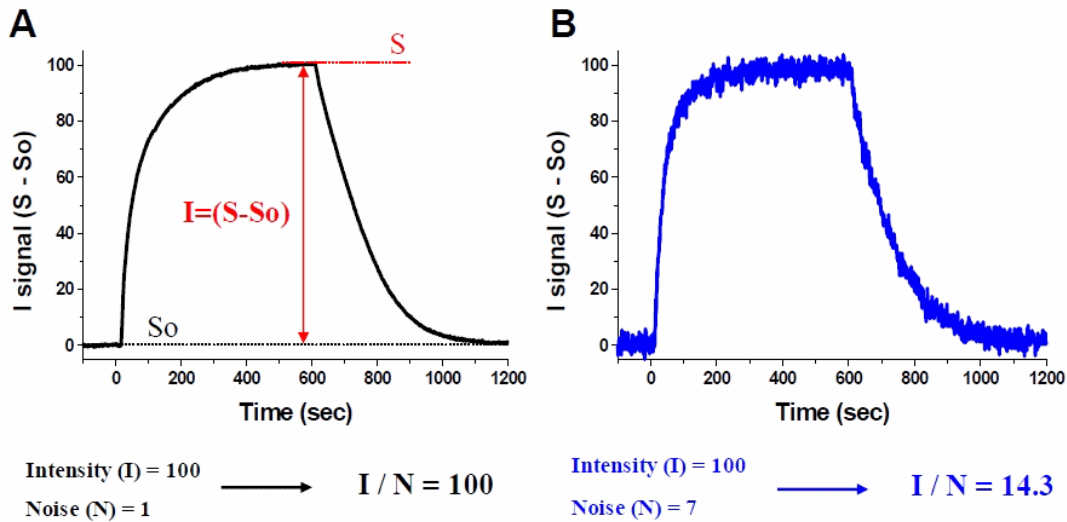 A
I signal (S - So)
100
80
60
40
20
0
S
I=(S-So)
So
0 200 400 600 800 1000 1200
Time (sec)
Intensity (I) = 100
Noise (N) = 1
I / N = 100
B
I signal (S - So)
100
80
60
40
20
0
0 200 400 600 800 1000 1200
Time (sec)
Intensity (I) = 100
Noise (N) = 7
I / N = 14.3